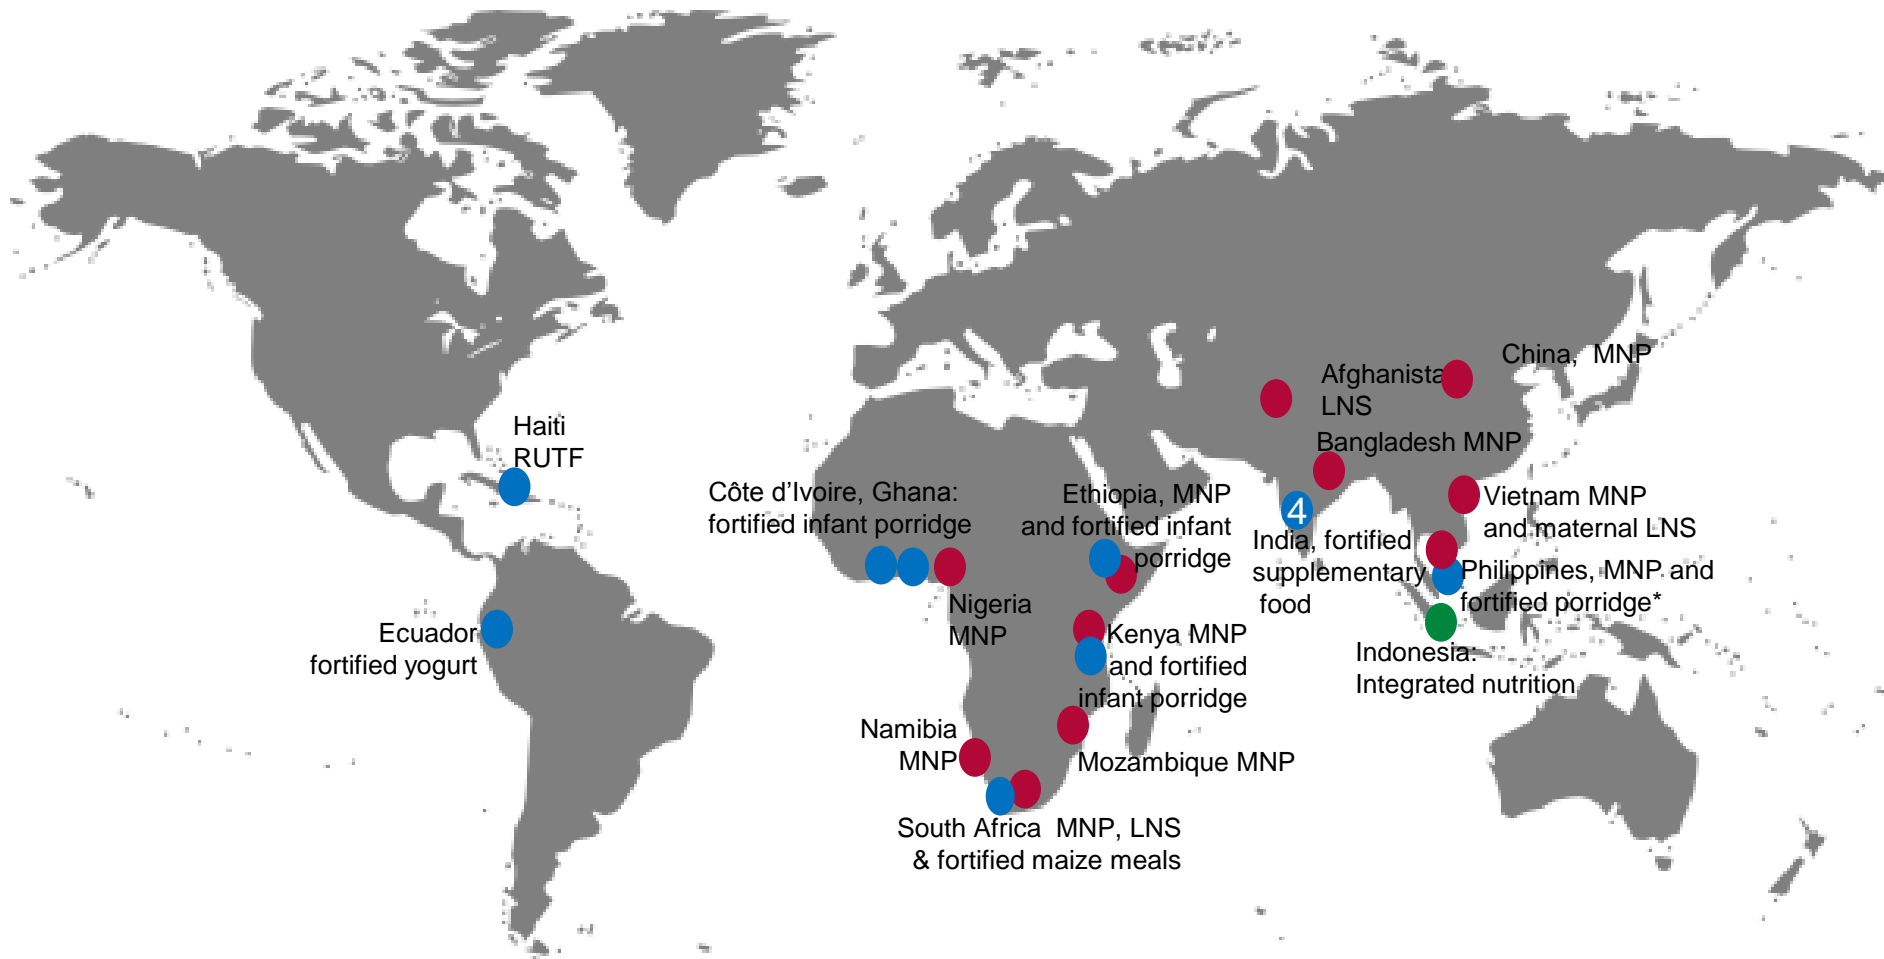 China,  MNP
Afghanista
LNS
Bangladesh MNP
Haiti
RUTF
Côte d’Ivoire, Ghana:
fortified infant porridge
Ethiopia, MNP
and fortified infant
porridge
4
India, fortified
supplementary
food
Vietnam MNP
and maternal LNS
Philippines, MNP and
fortified porridge*
Nigeria
MNP
Ecuador
fortified yogurt
Kenya MNP
and fortified
infant porridge
Indonesia:
Integrated nutrition
Namibia
MNP
Mozambique MNP
South Africa  MNP, LNS
& fortified maize meals